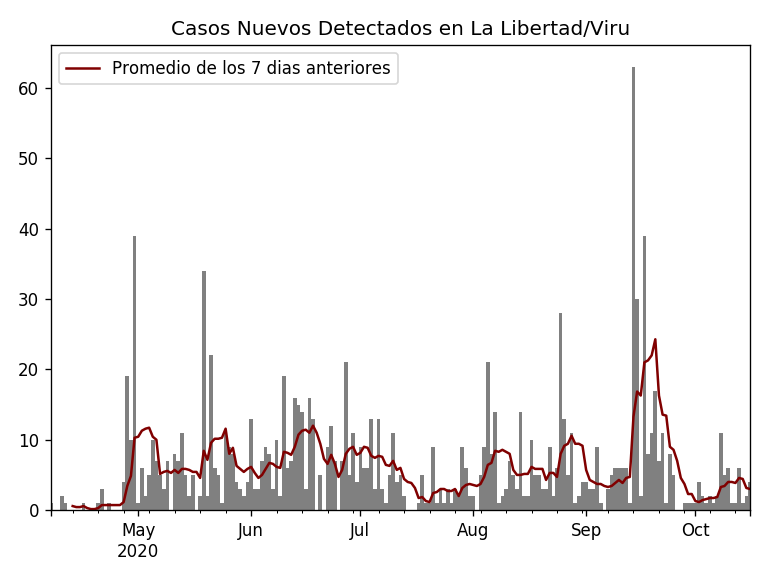 Casos Nuevos Detectados en La Libertad/Viru
Promedio de los 7 dias anteriores
60
50
40
30
20
10
0
May Jun Jul Aug Sep Oct
2020